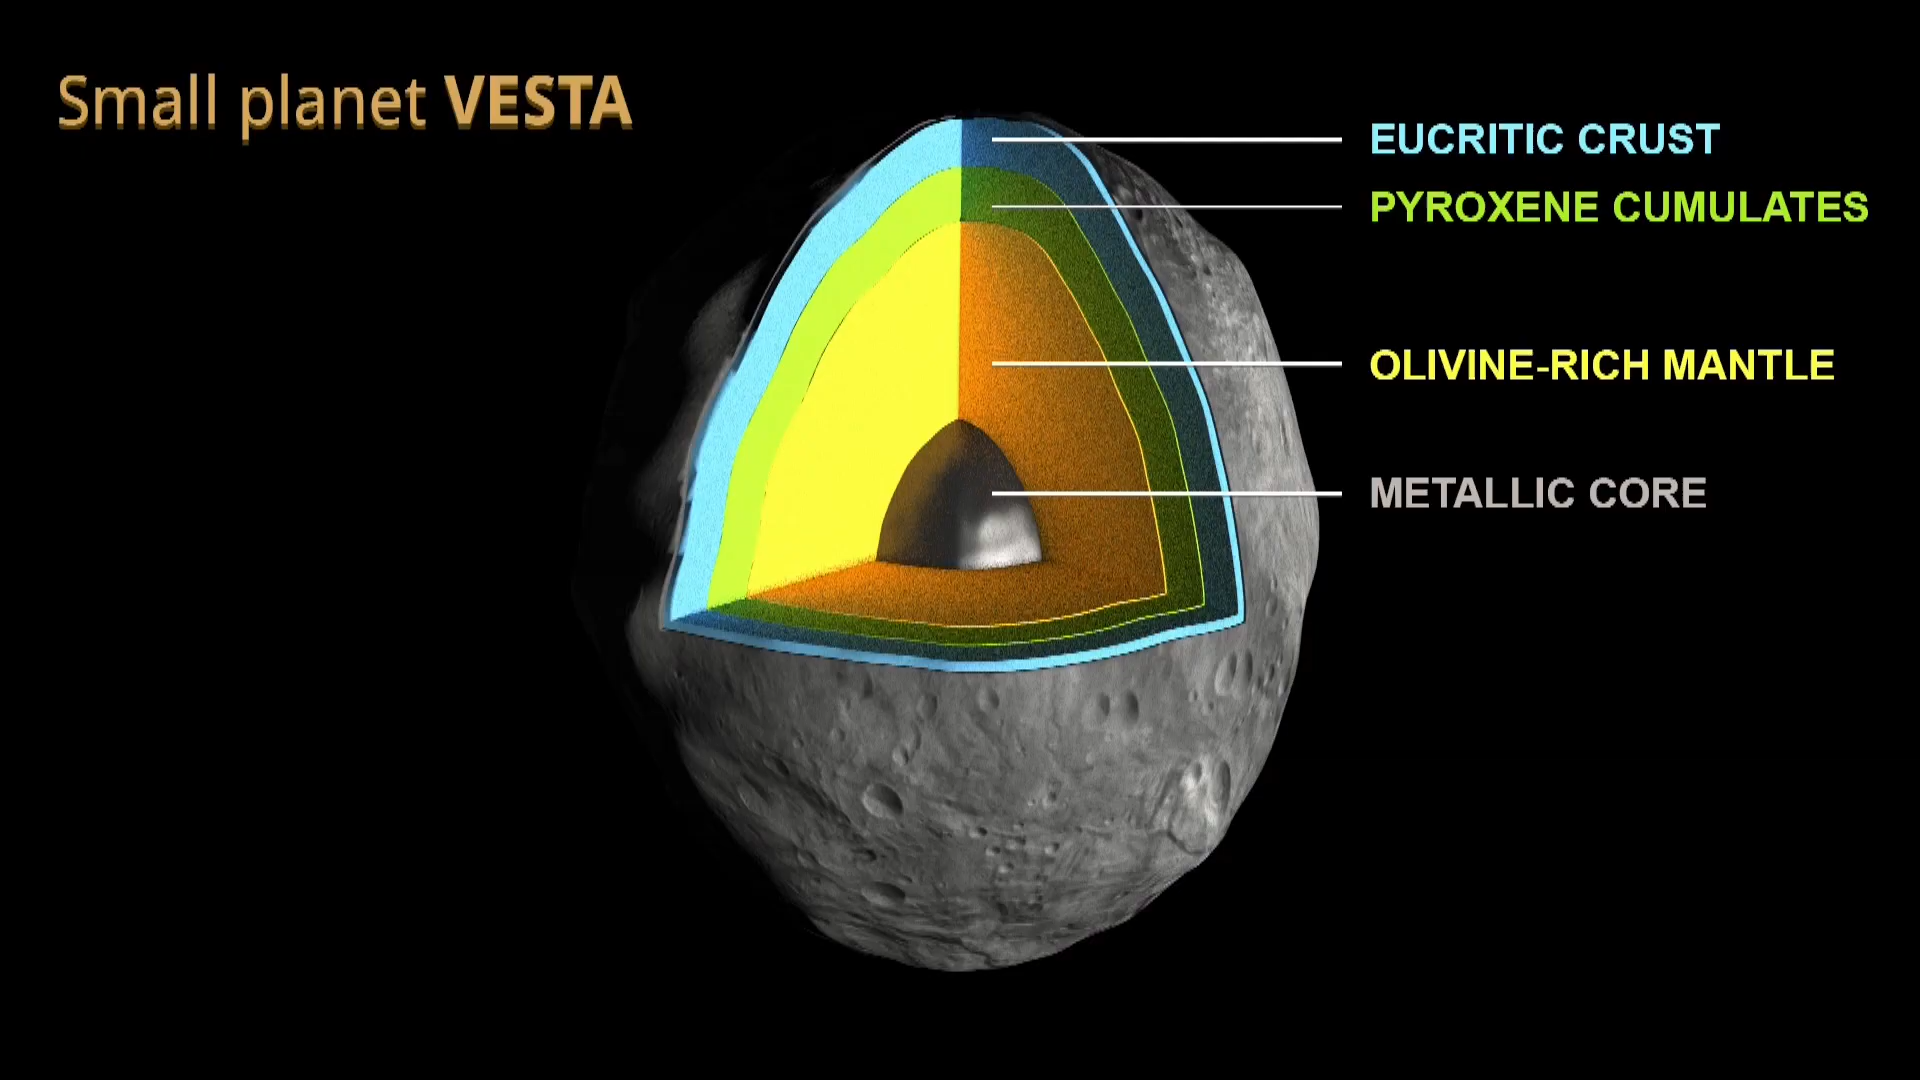 Small planet VESTA
EUCRITIC CRUST
PYROXENE CUMULATES
OLIVINE-RICH MANTLE
METALLIC CORE